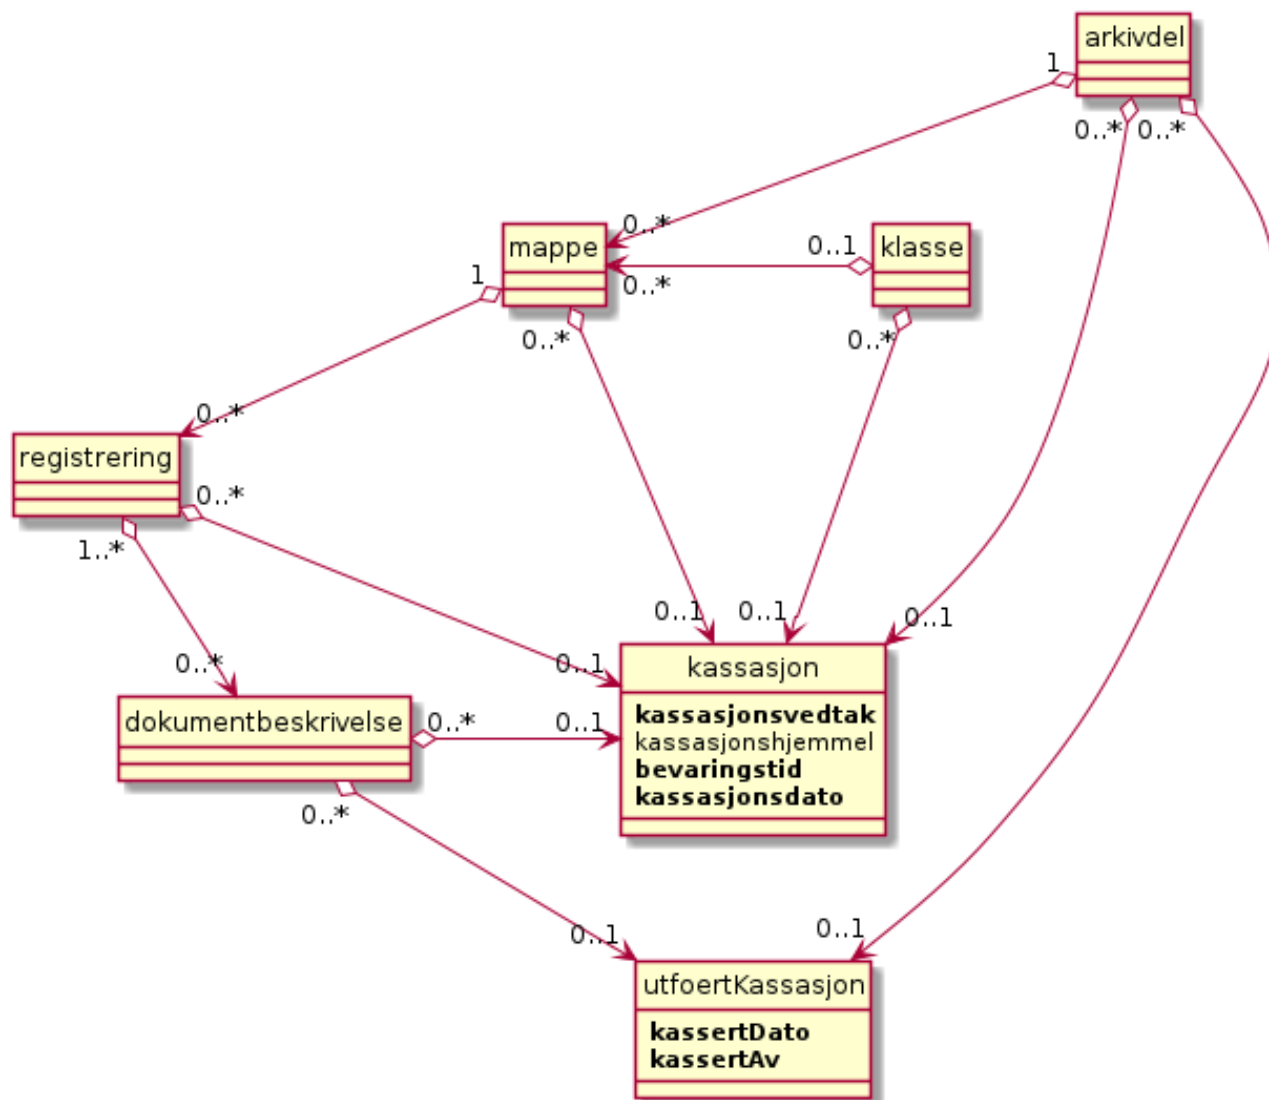 arkivdel
1
0..*
0..*
0..*
mappe
0..1
klasse
0..*
1
0..*
0..*
0..*
registrering
0..*
1..*
0..1
0..1
0..1
0..*
0..1
kassasjon
dokumentbeskrivelse
0..*
0..1
kassasjonsvedtak
kassasjonshjemmel
bevaringstid
kassasjonsdato
0..*
0..1
0..1
utfoertKassasjon
kassertDato
kassertAv